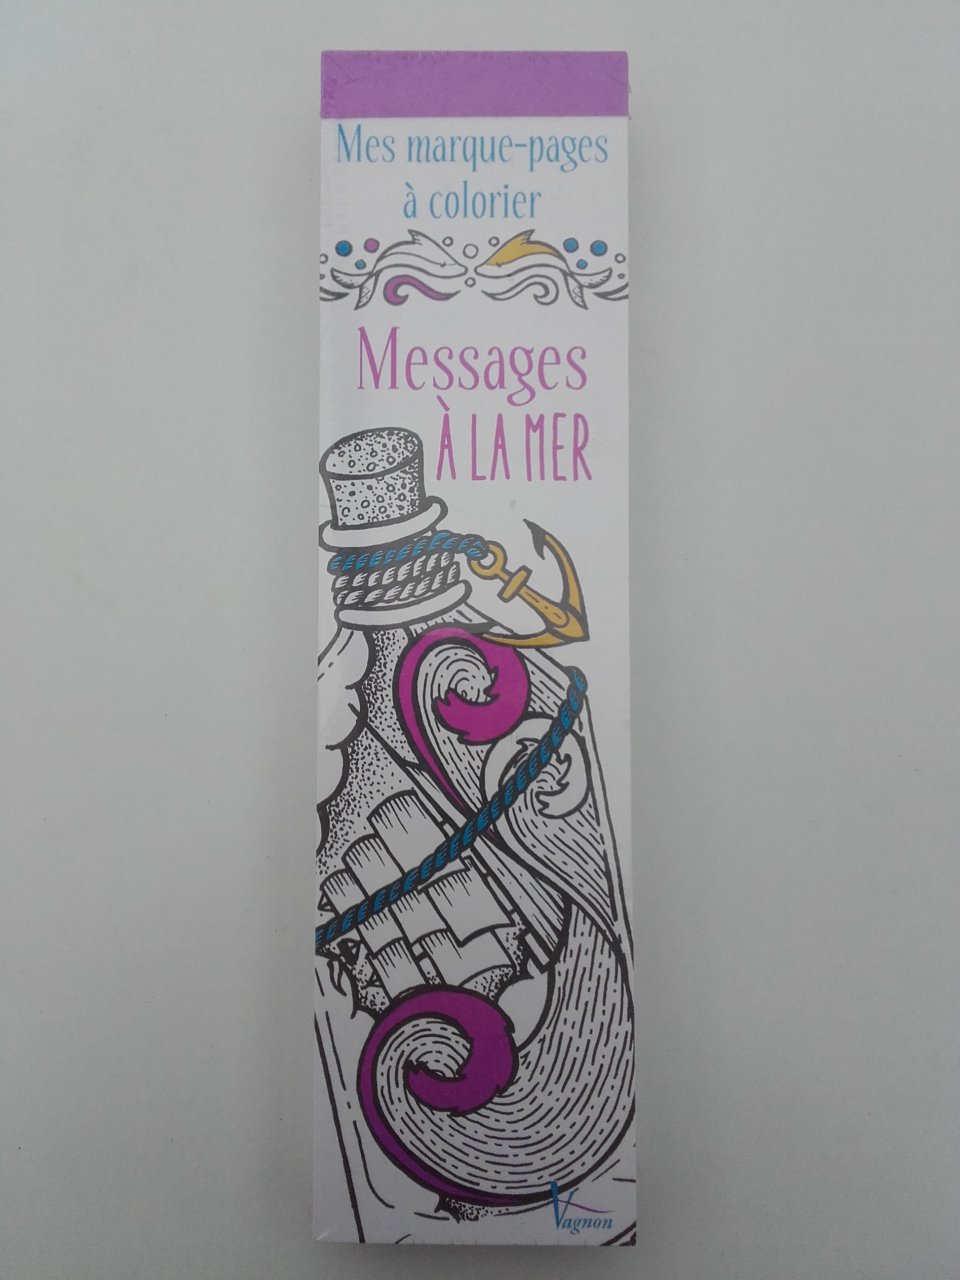 Mes marque-pages
à colorier
Messages
À LA MER
Vagnon